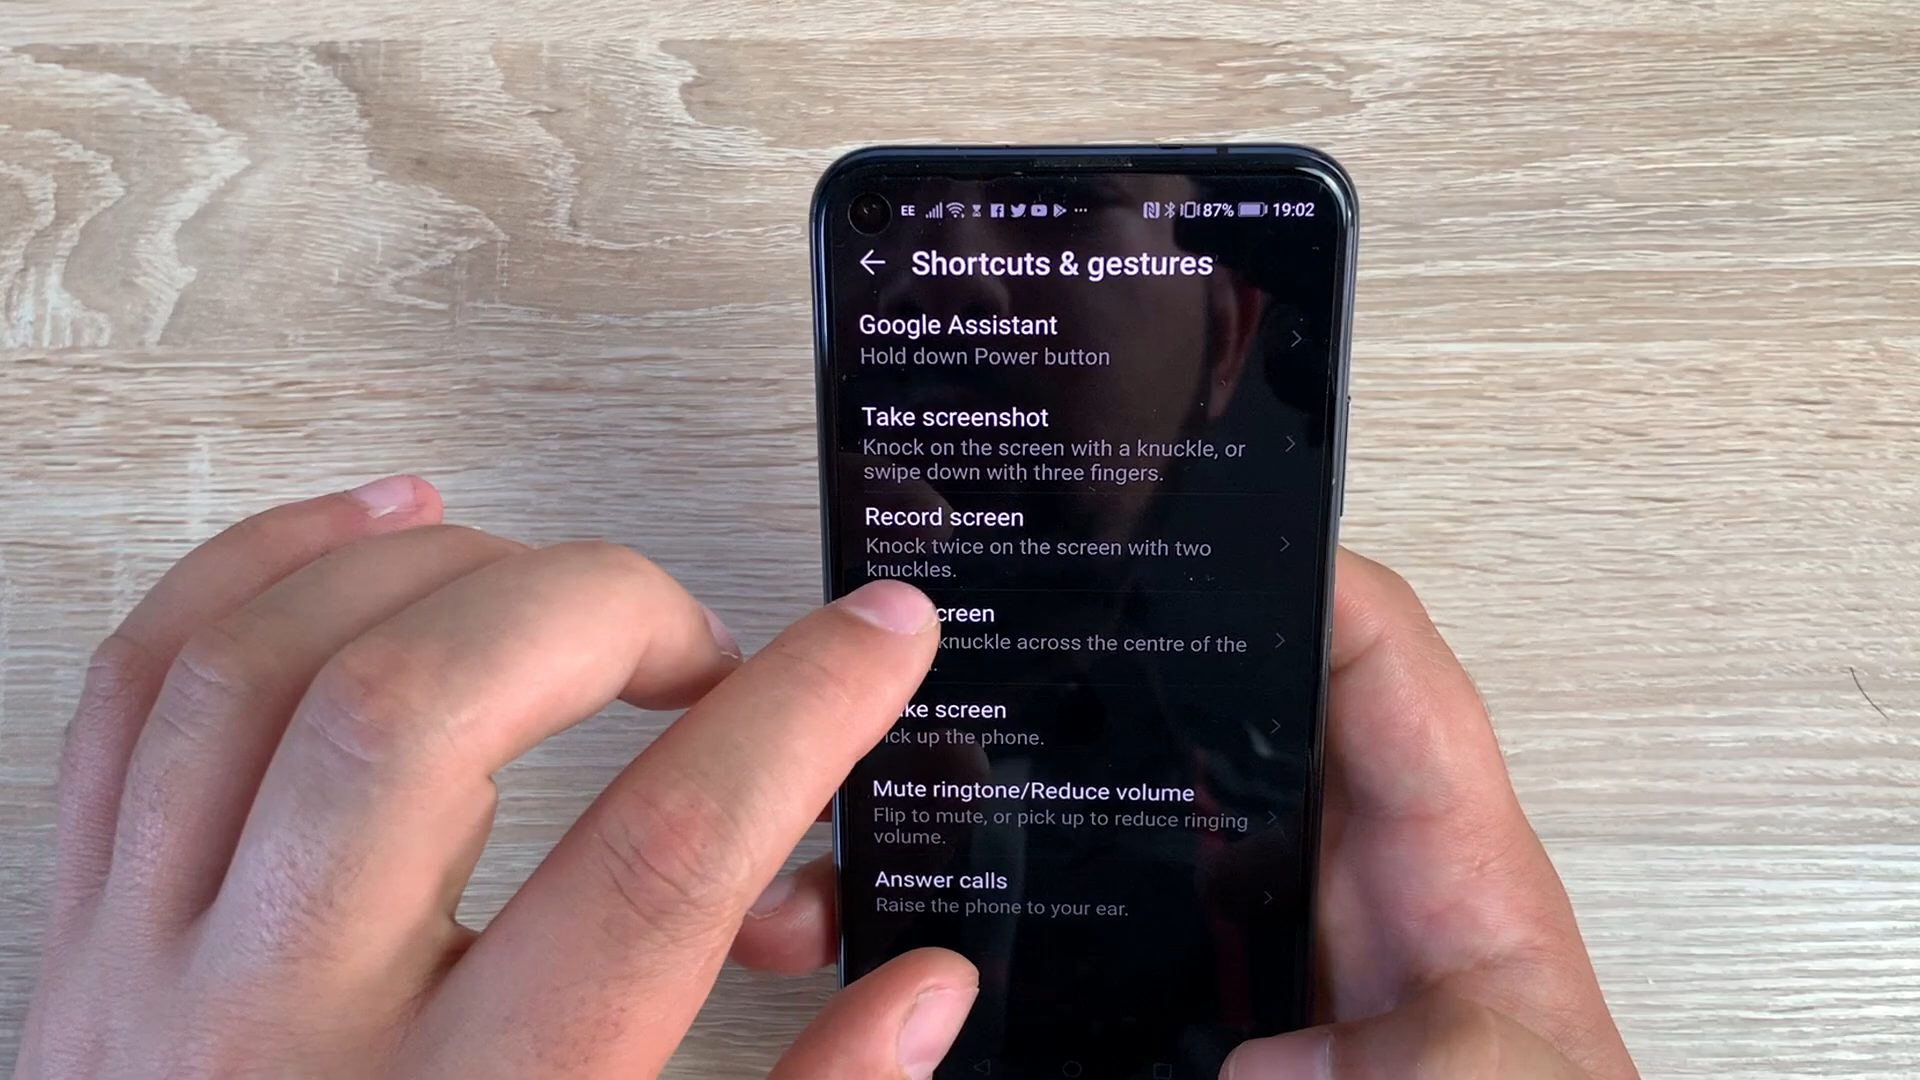 EE 87% 19:02
Shortcuts & gestures
Google Assistant
Hold down Power button
Take screenshot
Knock on the screen with a knuckle, or
swipe down with three fingers.
Record screen
Knock twice on the screen with two
knuckles.
creen
knuckle across the centre of the
ke screen
ick up the phone.
Mute ringtone/Reduce volume
Flip to mute, or pick up to reduce ringing
volume.
Answer calls
Raise the phone to your ear.